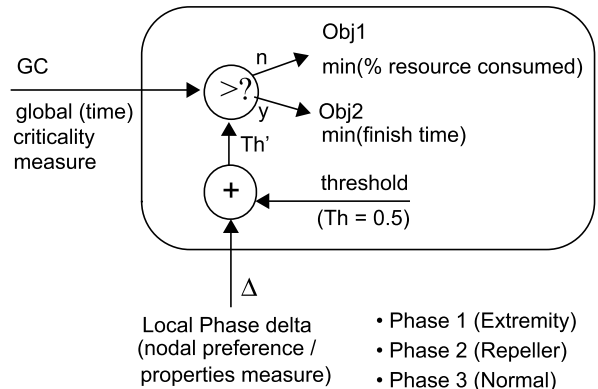 GC
global (time)
criticality
measure
>?
n
y
Obj1
min(% resource consumed)
Obj2
min(finish time)
Th'
+
threshold
(Th = 0.5)
Δ
Local Phase delta
(nodal preference /
properties measure)
• Phase 1 (Extremity)
• Phase 2 (Repeller)
• Phase 3 (Normal)